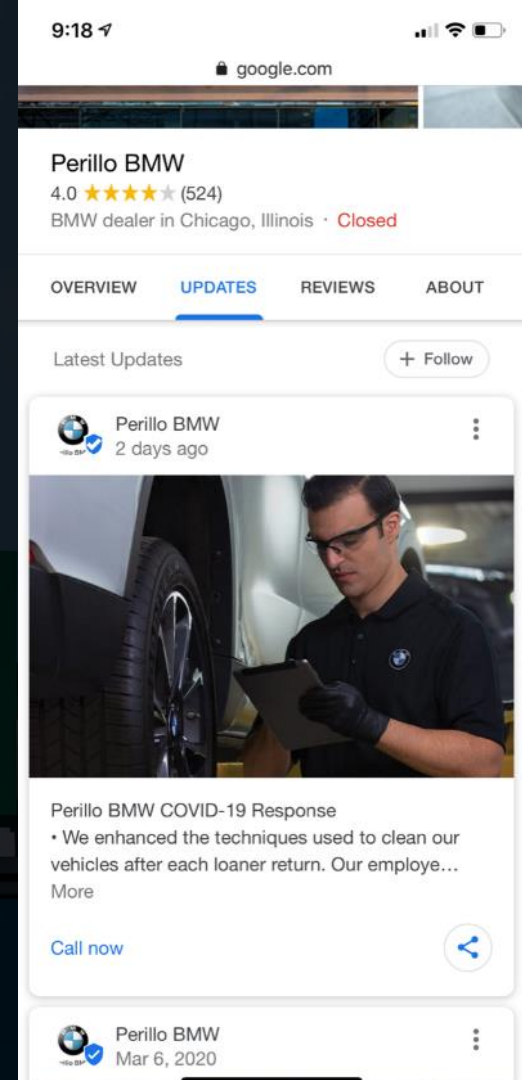 9:18
google.com
Perillo BMW
4.0 (524)
BMW dealer in Chicago, Illinois · Closed
OVERVIEW UPDATES REVIEWS ABOUT
Latest Updates + Follow
Perillo BMW
2 days ago
Perillo BMW COVID-19 Response
• We enhanced the techniques used to clean our
vehicles after each loaner return. Our employe…
More
Call now
Perillo BMW
Mar 6, 2020